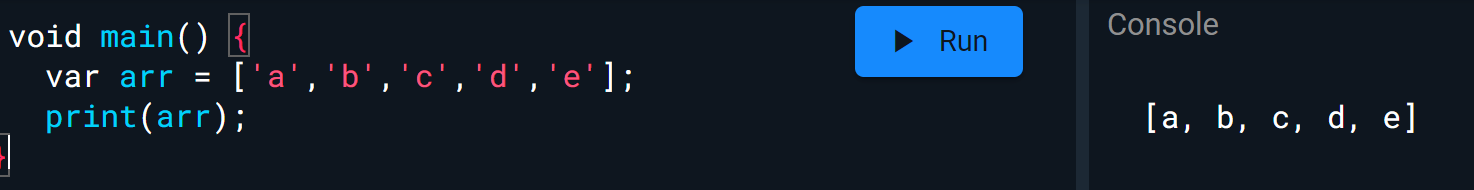 void main() {
  var arr = ['a','b','c','d','e'];
  print(arr);
}
Run
Console
[a, b, c, d, e]